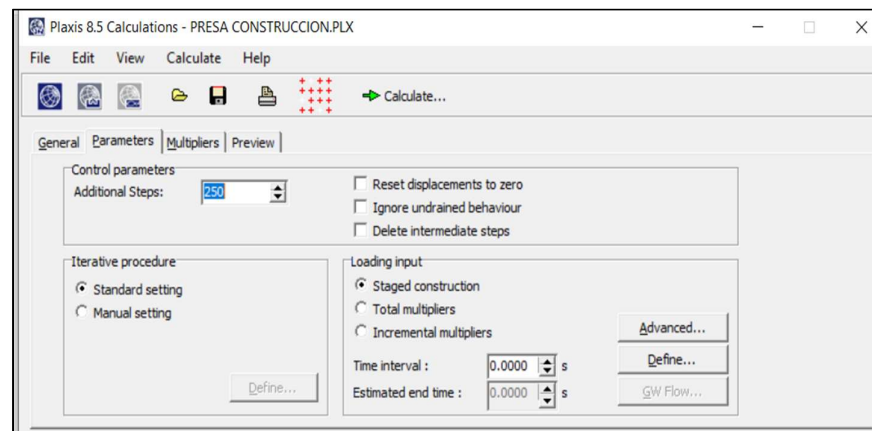 Plaxis 8.5 Calculations - PRESA CONSTRUCCION.PLX
File Edit View Calculate Help
Calculate...
General Parameters Multipliers Preview
Control parameters
Additional Steps: 250
Reset displacements to zero
Ignore undrained behaviour
Delete intermediate steps
Iterative procedure
Standard setting
Manual setting
Define...
Loading input
Staged construction
Total multipliers
Incremental multipliers
Advanced...
Time interval : 0.0000 s
Define...
Estimated end time : 0.0000 s
GW Flow...